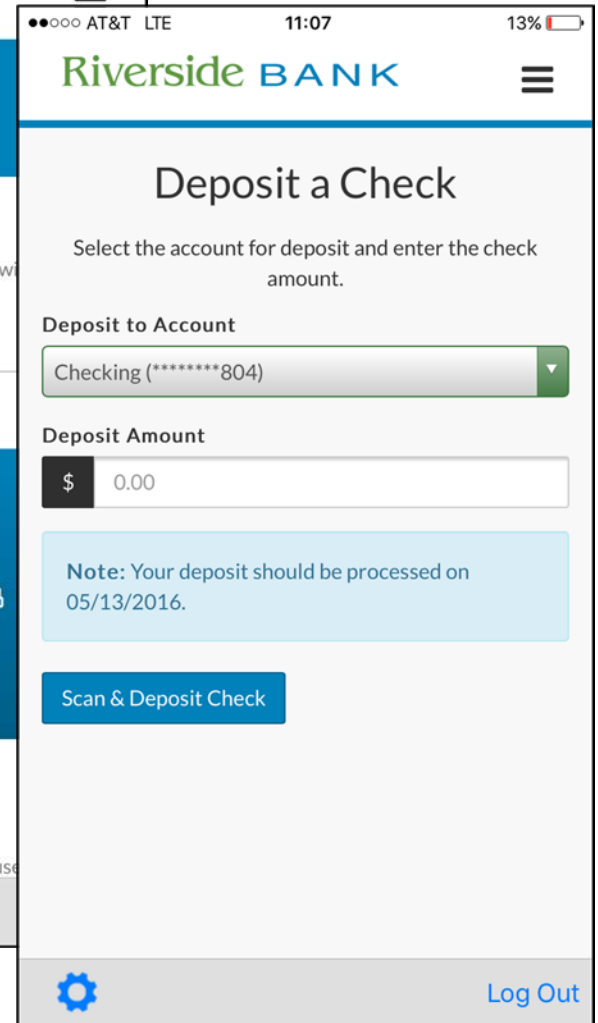 AT&T LTE 11:07 13%
Riverside BANK
Deposit a Check
Select the account for deposit and enter the check
amount.
Deposit to Account
Checking (********804)
Deposit Amount
$ 0.00
Note: Your deposit should be processed on
05/13/2016.
Scan & Deposit Check
Log Out